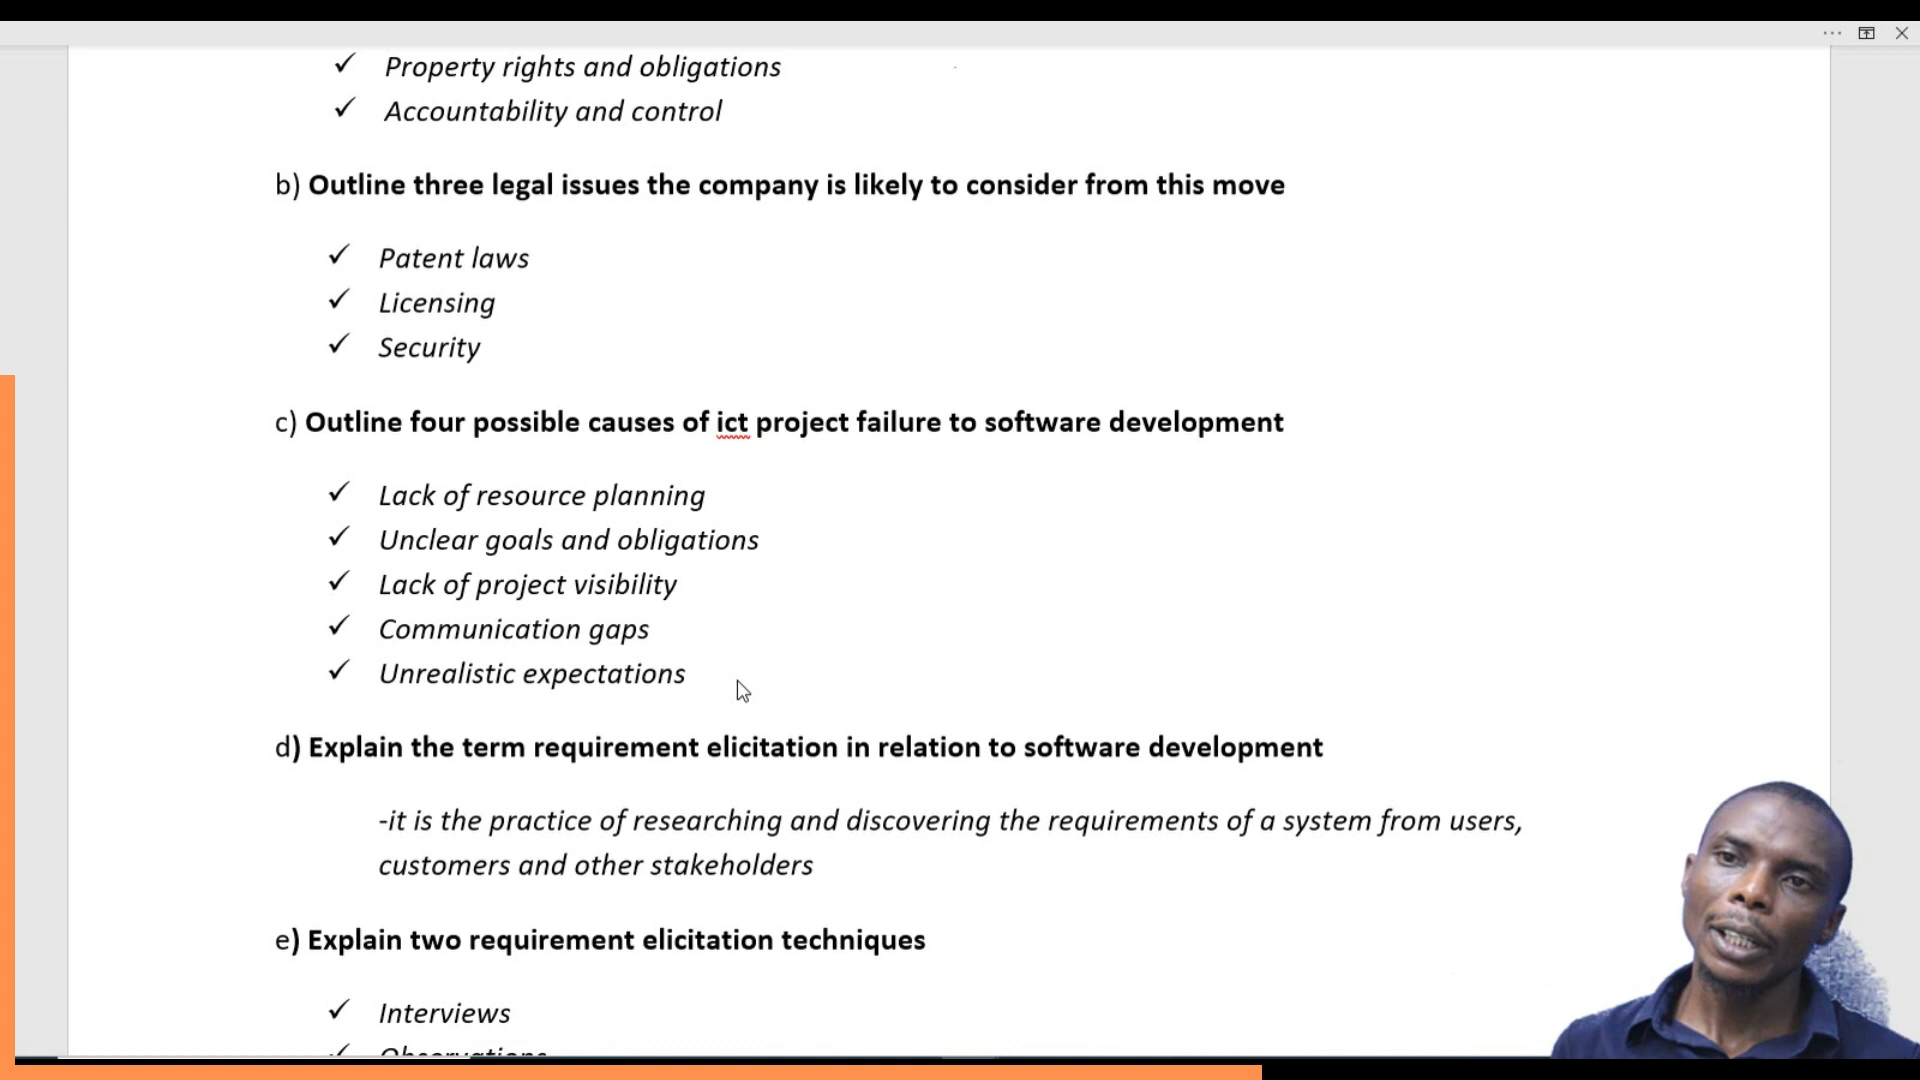 Property rights and obligations
Accountability and control
b) Outline three legal issues the company is likely to consider from this move
Patent laws
Licensing
Security
c) Outline four possible causes of ict project failure to software development
Lack of resource planning
Unclear goals and obligations
Lack of project visibility
Communication gaps
Unrealistic expectations
d) Explain the term requirement elicitation in relation to software development
-it is the practice of researching and discovering the requirements of a system from users,
customers and other stakeholders
e) Explain two requirement elicitation techniques
Interviews
Observations